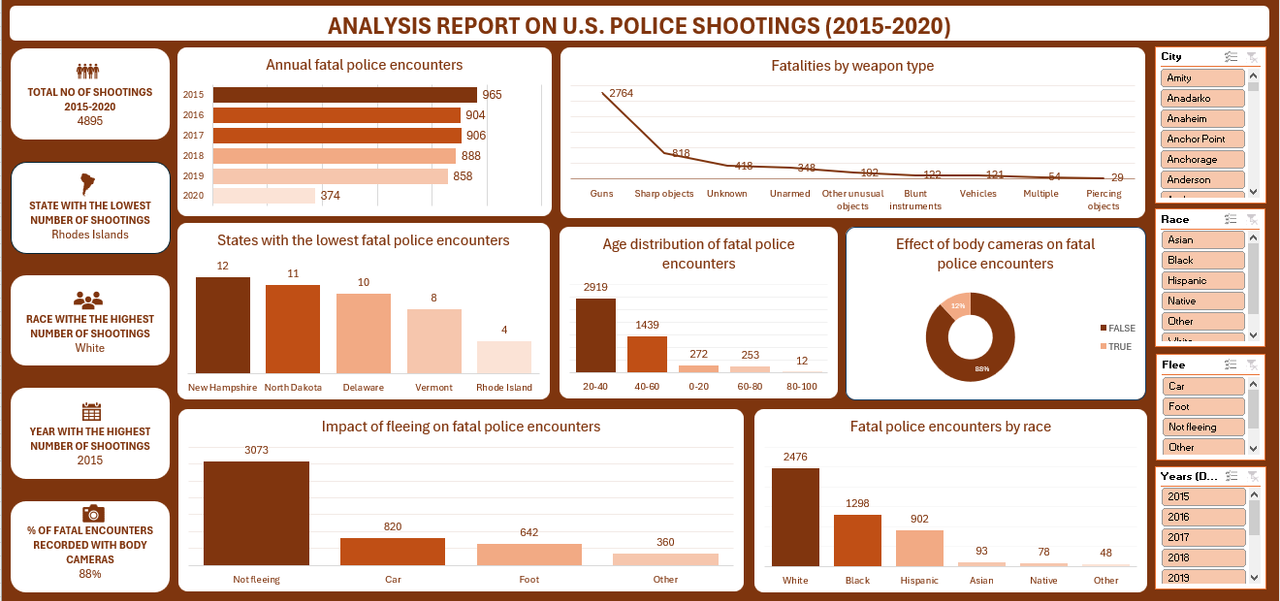 ANALYSIS REPORT ON U.S. POLICE SHOOTINGS (2015-2020)
TOTAL NO OF SHOOTINGS
2015-2020
4895
STATE WITH THE LOWEST
NUMBER OF SHOOTINGS
Rhodes Islands
RACE WITHE THE HIGHEST
NUMBER OF SHOOTINGS
White
YEAR WITH THE HIGHEST
NUMBER OF SHOOTINGS
2015
% OF FATAL ENCOUNTERS
RECORDED WITH BODY
CAMERAS
88%
Annual fatal police encounters
2015 965
2016 904
2017 906
2018 888
2019 858
2020 374
Fatalities by weapon type
2764 818 418 348 192 122 121 54 29
Guns Sharp objects Unknown Unarmed Other unusual Blunt Vehicles Multiple Piercing
objects instruments objects
States with the lowest fatal police encounters
12 11 10 8 4
New Hampshire North Dakota Delaware Vermont Rhode Island
Age distribution of fatal police
encounters
2919 1439 272 253 12
20-40 40-60 0-20 60-80 80-100
Effect of body cameras on fatal
police encounters
12%
88%
FALSE
TRUE
Impact of fleeing on fatal police encounters
3073 820 642 360
Not fleeing Car Foot Other
Fatal police encounters by race
2476 1298 902 93 78 48
White Black Hispanic Asian Native Other
City
Amity
Anadarko
Anaheim
Anchor Point
Anchorage
Anderson
Race
Asian
Black
Hispanic
Native
Other
White
Flee
Car
Foot
Not fleeing
Other
Years (D...
2015
2016
2017
2018
2019